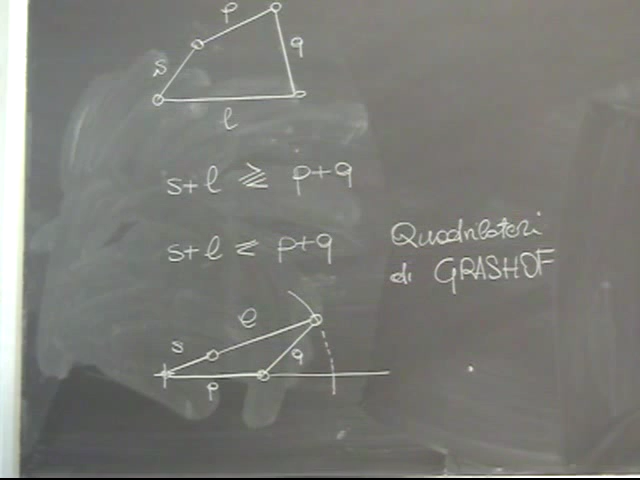 p
s q
l
s+l ⋛ p+q
s+l < p+q
Quadrilateri
di GRASHOF
s l
p q